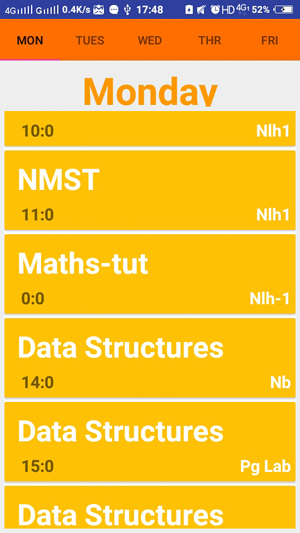 4G G 0.4K/s 17:48 HD 4G 52%
MON TUES WED THR FRI
Monday
10:0 Nlh1
NMST
11:0 Nlh1
Maths-tut
0:0 Nlh-1
Data Structures
14:0 Nb
Data Structures
15:0 Pg Lab
Data Structures